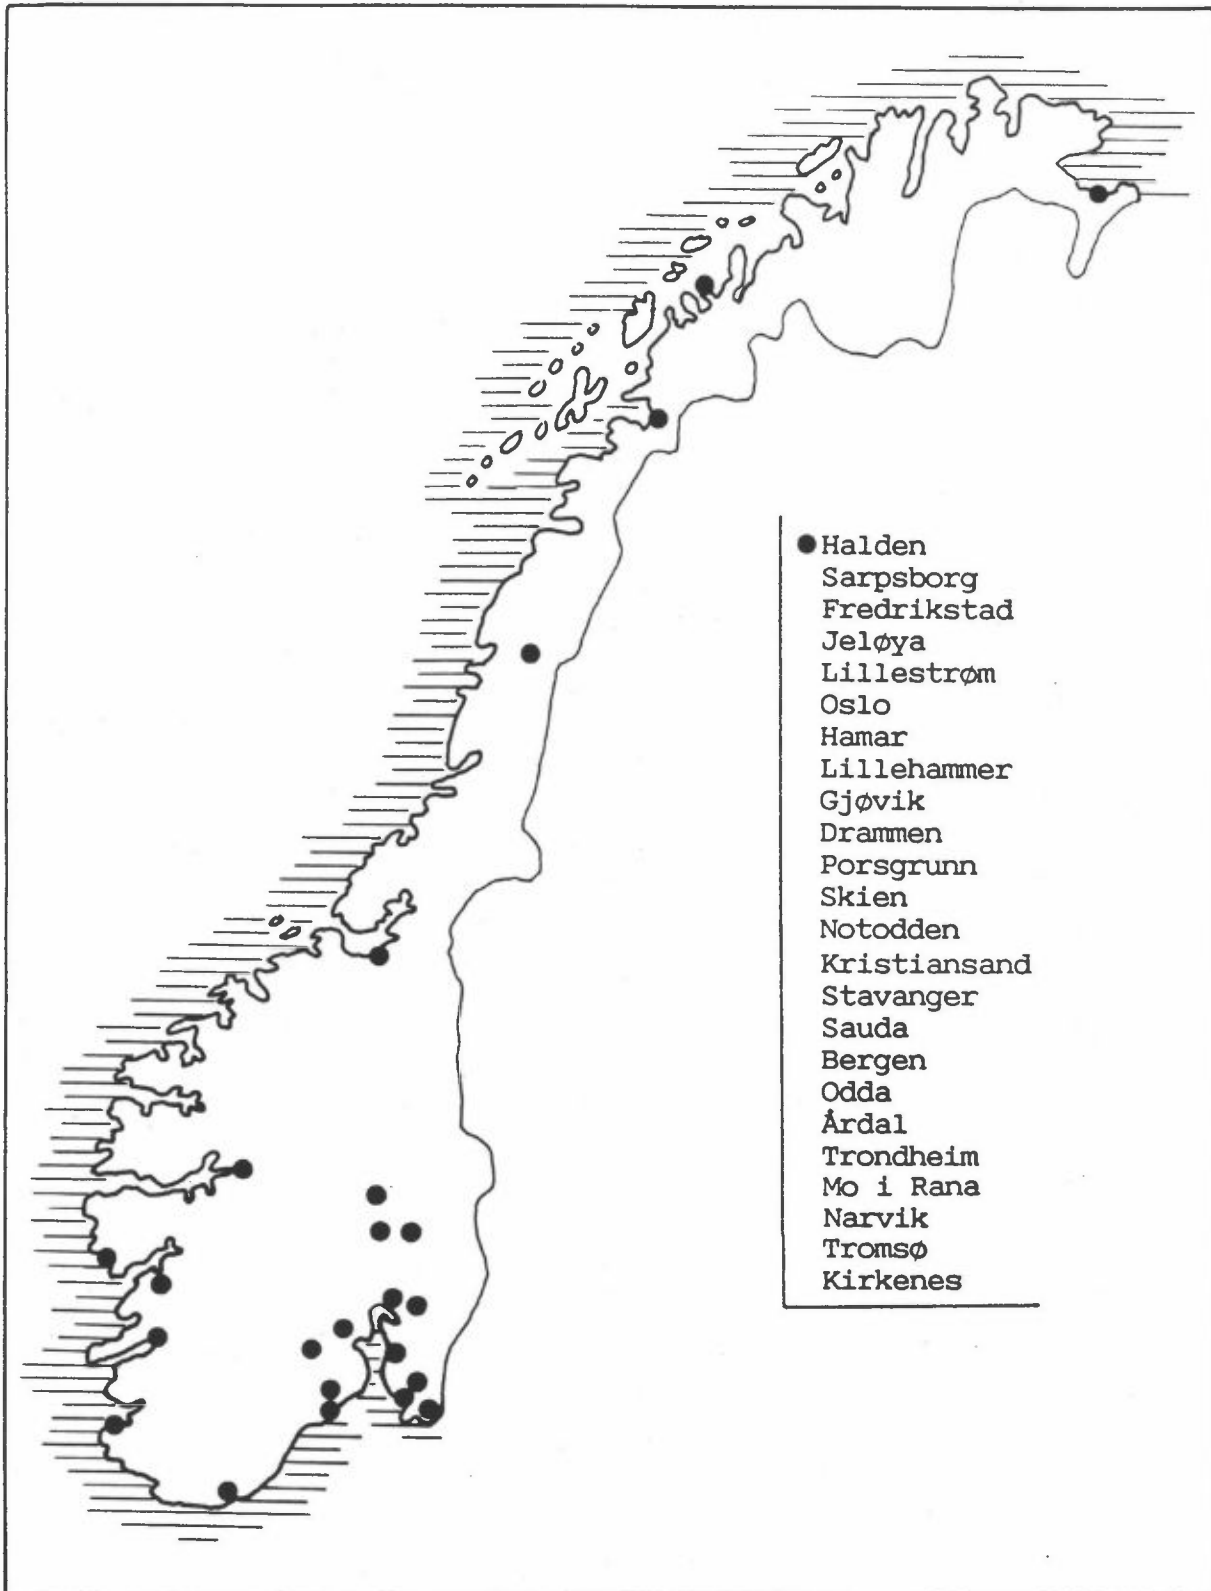 Halden
Sarpsborg
Fredrikstad
Jeløya
Lillestrøm
Oslo
Hamar
Lillehammer
Gjøvik
Drammen
Porsgrunn
Skien
Notodden
Kristiansand
Stavanger
Sauda
Bergen
Odda
Årdal
Trondheim
Mo i Rana
Narvik
Tromsø
Kirkenes